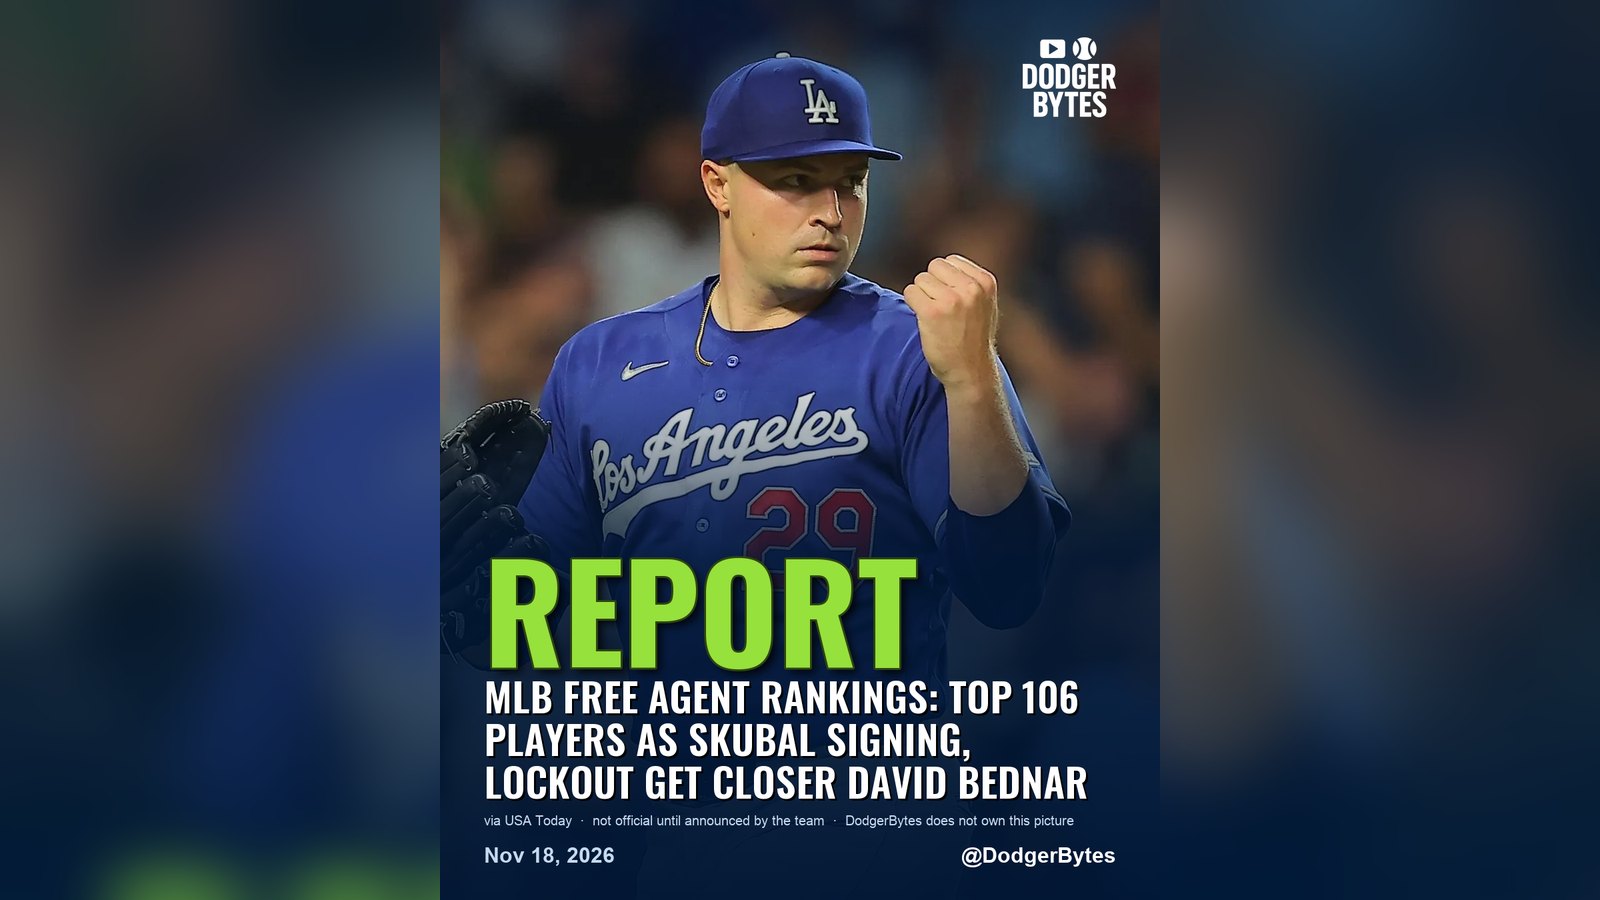 DODGER
BYTES
LA
Los Angeles
29
REPORT
MLB FREE AGENT RANKINGS: TOP 106
PLAYERS AS SKUBAL SIGNING,
LOCKOUT GET CLOSER DAVID BEDNAR
via USA Today · not official until announced by the team · DodgerBytes does not own this picture
Nov 18, 2026
@DodgerBytes